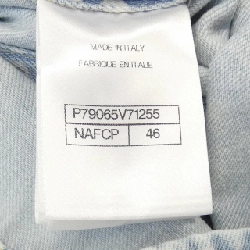 MADE IN ITALY
FABRIQUE EN ITALIE
P79065V71255
NAFCP 46